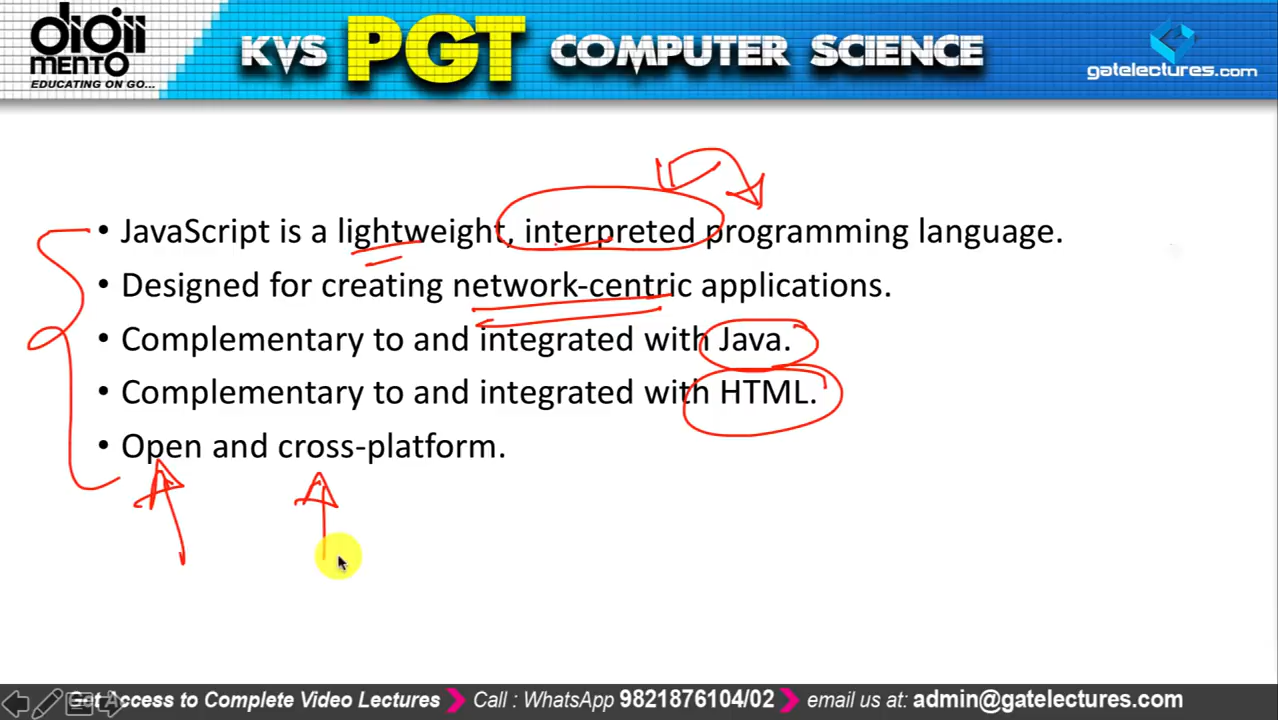 digii
MENTO
EDUCATING ON GO...
KVS PGT COMPUTER SCIENCE
gatelectures.com
• JavaScript is a lightweight, interpreted programming language.
• Designed for creating network-centric applications.
• Complementary to and integrated with Java.
• Complementary to and integrated with HTML.
• Open and cross-platform.
Get Access to Complete Video Lectures Call : WhatsApp 9821876104/02 email us at: admin@gatelectures.com